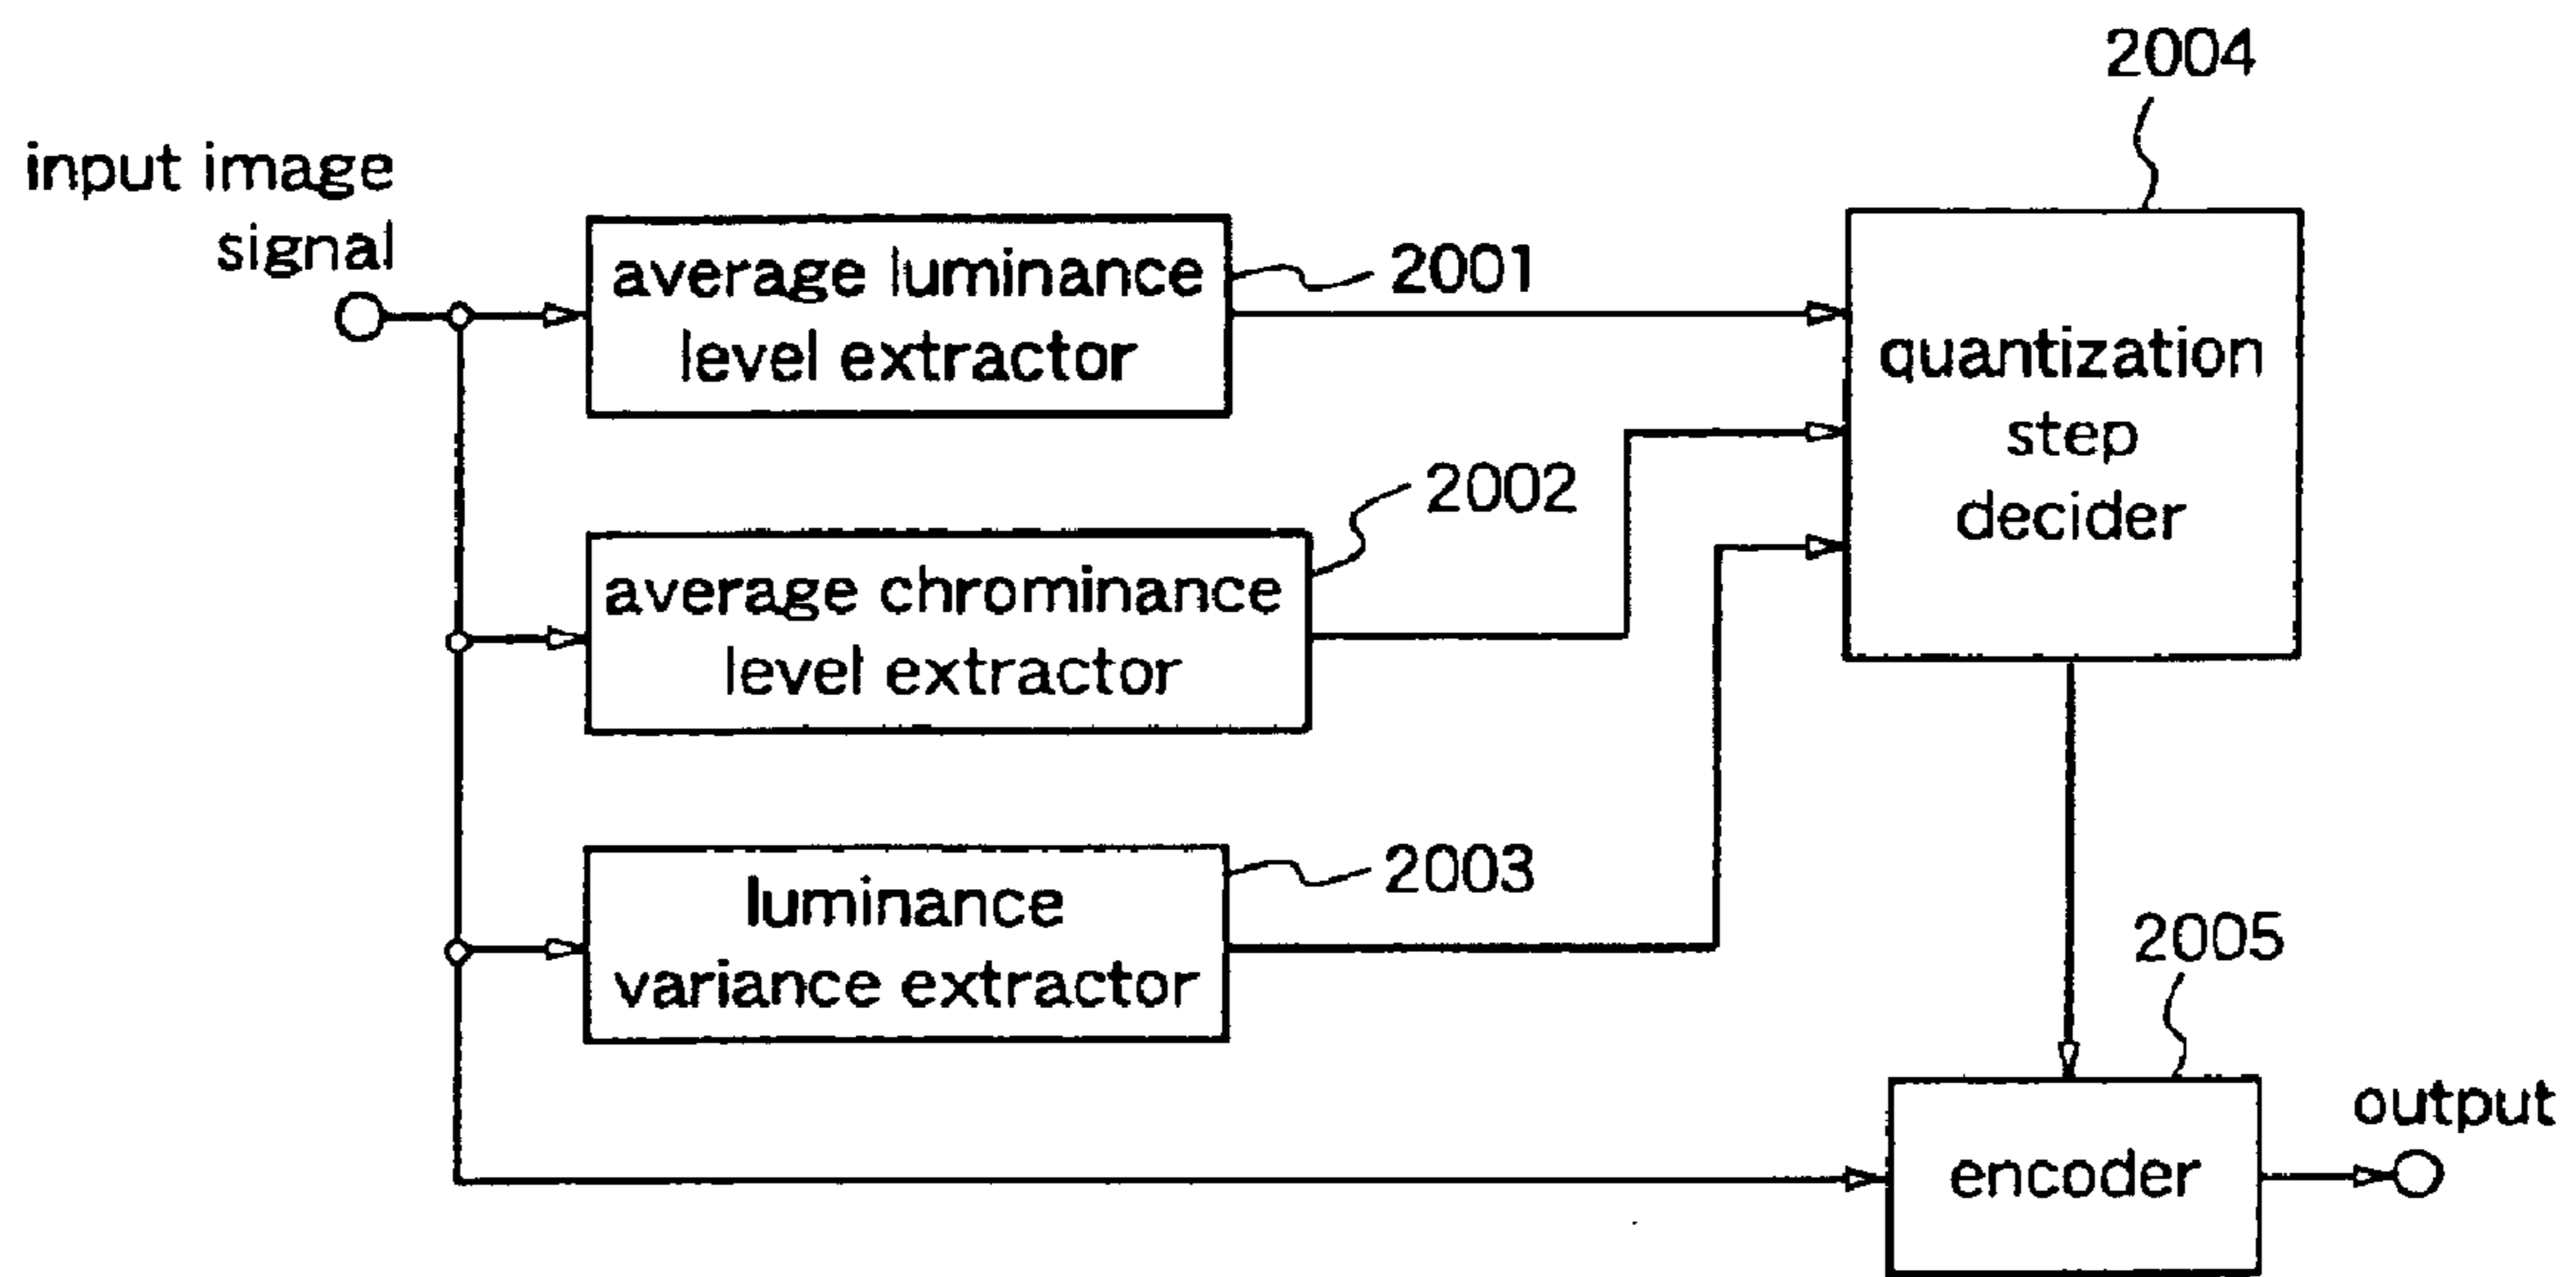 2004
input image
signal
average luminance
level extractor
2001
quantization
step
decider
2002
average chrominance
level extractor
2003
luminance
variance extractor
2005
output
encoder